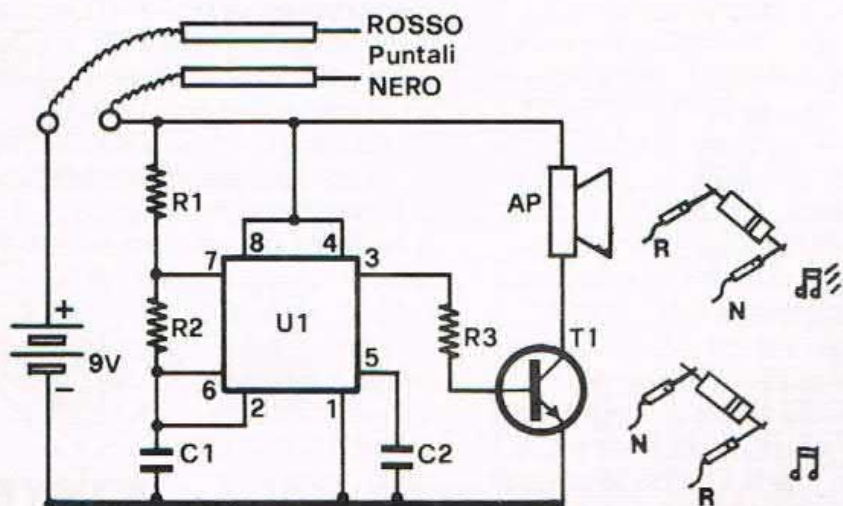 ROSSO
Puntali
NERO
R1
AP
8 4
7 3
R
R2
U1
R3
T1
N
+
9V
6 5
-
2 1
N
C1
C2
R